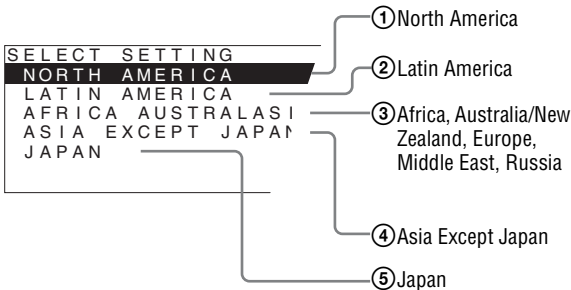 SELECT SETTING
NORTH AMERICA
LATIN AMERICA
AFRICA AUSTRALASI
ASIA EXCEPT JAPAN
JAPAN
①North America
②Latin America
③Africa, Australia/New
Zealand, Europe,
Middle East, Russia
④Asia Except Japan
⑤Japan